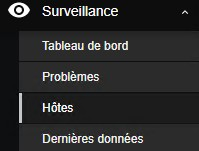 Surveillance
Tableau de bord
Problèmes
Hôtes
Dernières données